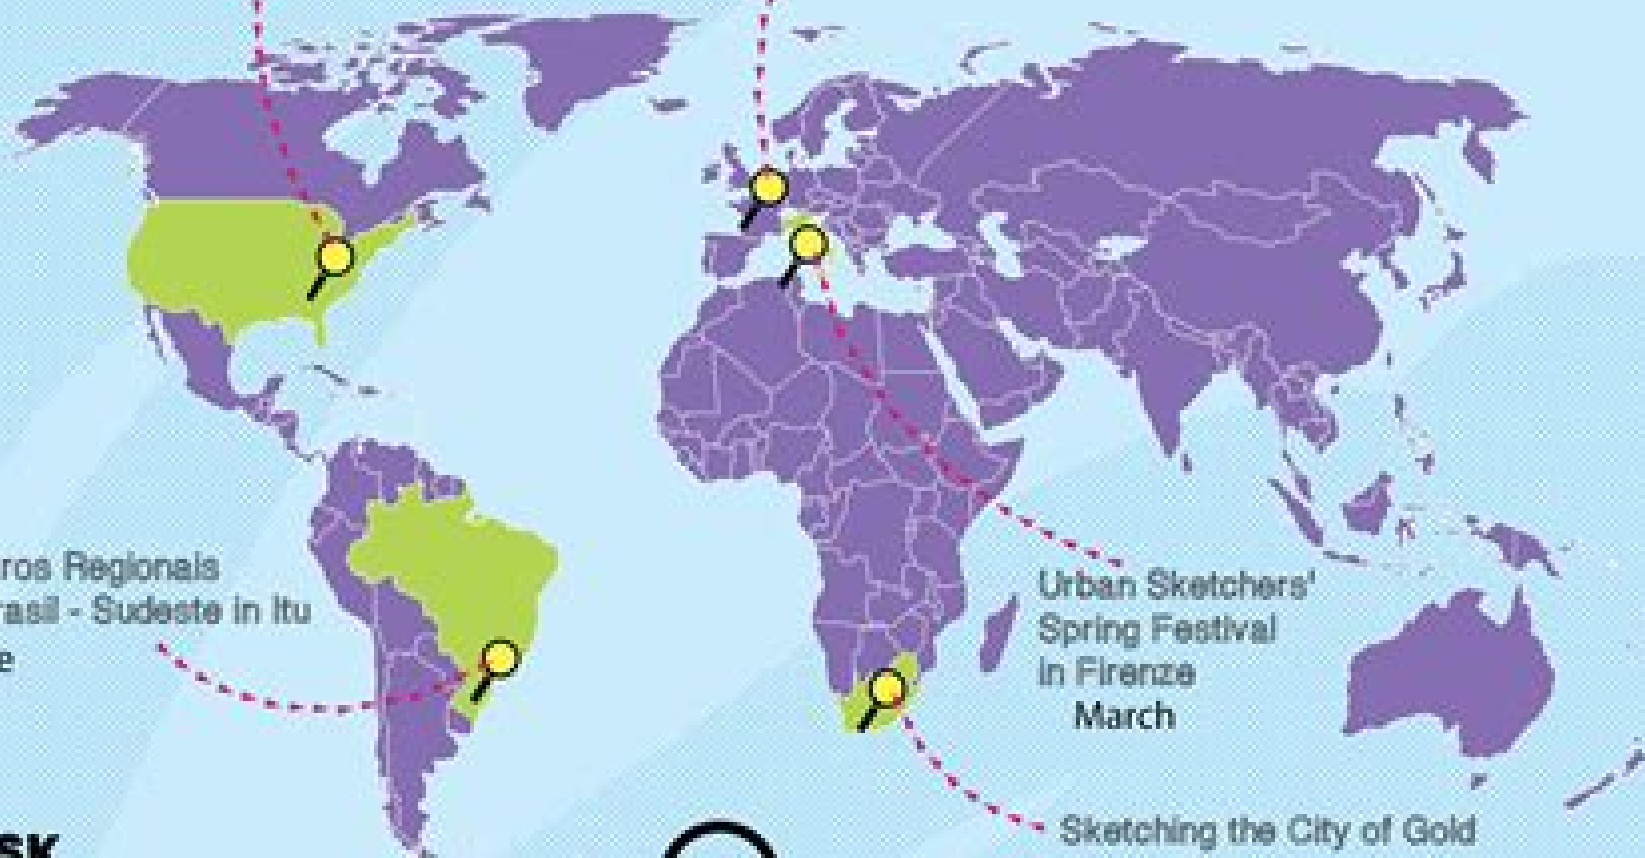 ros Regionais
rasil - Sudeste in Itu
e
Urban Sketchers'
Spring Festival
in Firenze
March
Sketching the City of Gold
SK